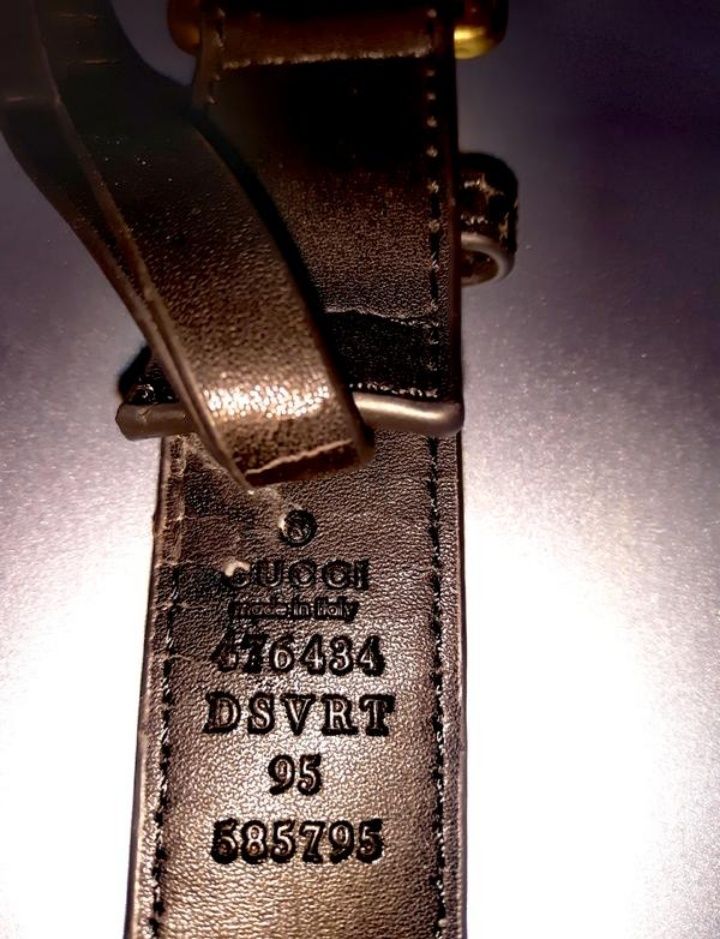 ®
GUCCI
made in Italy
476434
DSVRT
95
585795